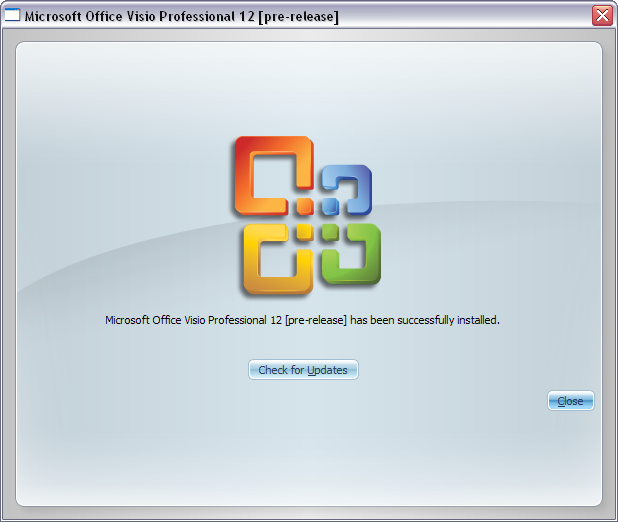 Microsoft Office Visio Professional 12 [pre-release]
Microsoft Office Visio Professional 12 [pre-release] has been successfully installed.
Check for Updates
Close